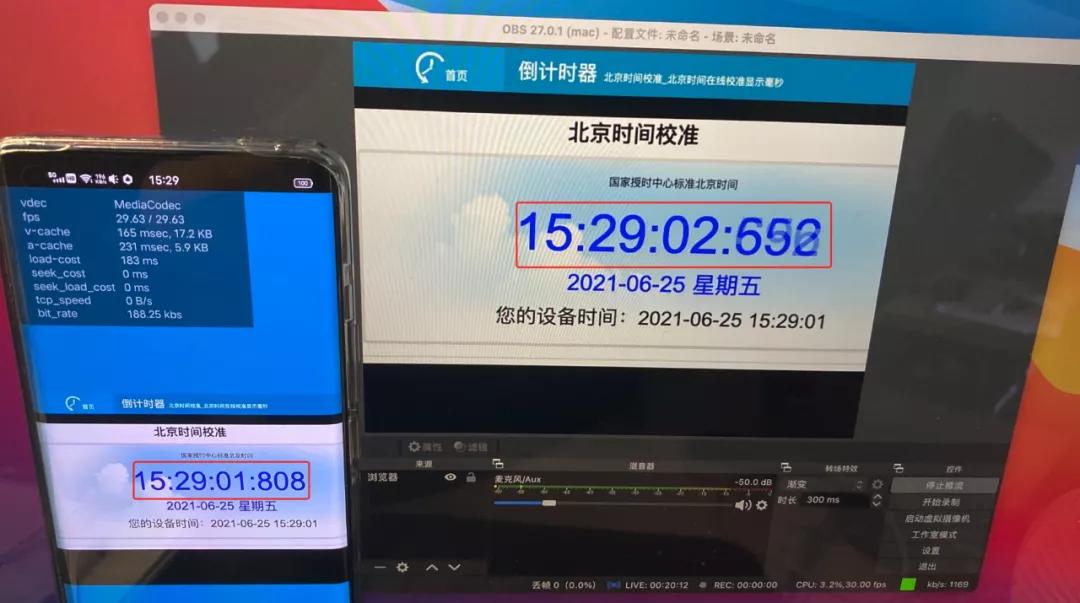 OBS 27.0.1 (mac) - 配置文件: 未命名 - 场景: 未命名
首页 倒计时器 北京时间校准_北京时间在线校准显示毫秒
北京时间校准
国家授时中心标准北京时间
15:29:02:652
2021-06-25 星期五
您的设备时间：2021-06-25 15:29:01
15:29
100
vdec MediaCodec
fps 29.63 / 29.63
v-cache 165 msec, 17.2 KB
a-cache 231 msec, 5.9 KB
load-cost 183 ms
seek_cost 0 ms
seek_load_cost 0 ms
tcp_speed 0 B/s
bit_rate 188.25 kbs
首页 倒计时器 北京时间校准_北京时间在线校准显示毫秒
北京时间校准
国家授时中心标准北京时间
15:29:01:808
2021-06-25 星期五
您的设备时间：2021-06-25 15:29:01
属性 滤镜
来源 混音器 转场特效 控件
浏览器
麦克风/Aux -50.0 dB
渐变
时长 300 ms
停止推流
开始录制
启动虚拟摄像机
工作室模式
设置
退出
丢帧 0 (0.0%) LIVE: 00:20:12 REC: 00:00:00 CPU: 3.2%,30.00 fps kb/s: 1169